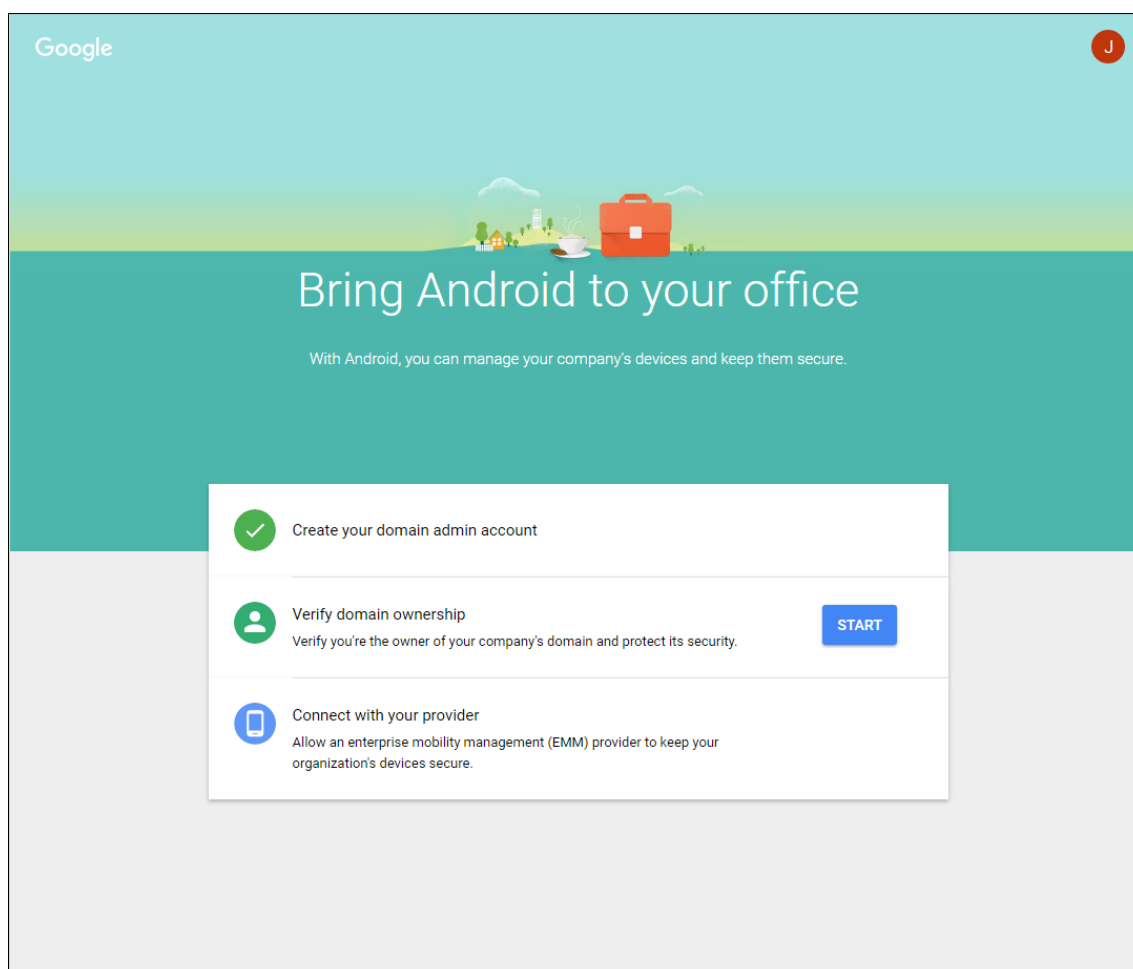 Google
J
Bring Android to your office
With Android, you can manage your company's devices and keep them secure.
Create your domain admin account
Verify domain ownership
Verify you're the owner of your company's domain and protect its security.
START
Connect with your provider
Allow an enterprise mobility management (EMM) provider to keep your
organization's devices secure.